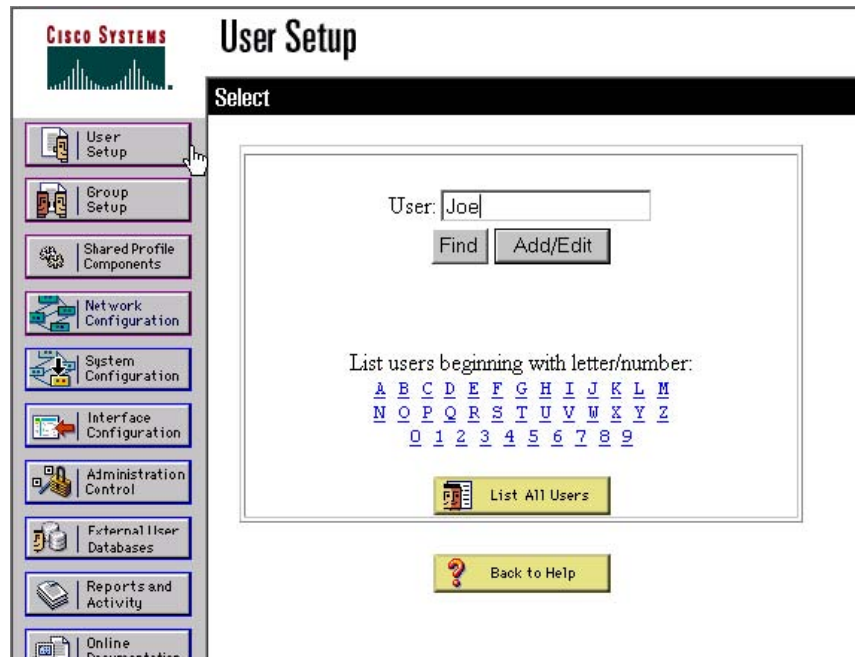 CISCO SYSTEMS
User Setup
Select
User
Setup
Group
Setup
Shared Profile
Components
Network
Configuration
System
Configuration
Interface
Configuration
Administration
Control
External User
Databases
Reports and
Activity
Online
User: Joe
Find Add/Edit
List users beginning with letter/number:
A B C D E F G H I J K L M
N O P Q R S T U V W X Y Z
0 1 2 3 4 5 6 7 8 9
List All Users
Back to Help